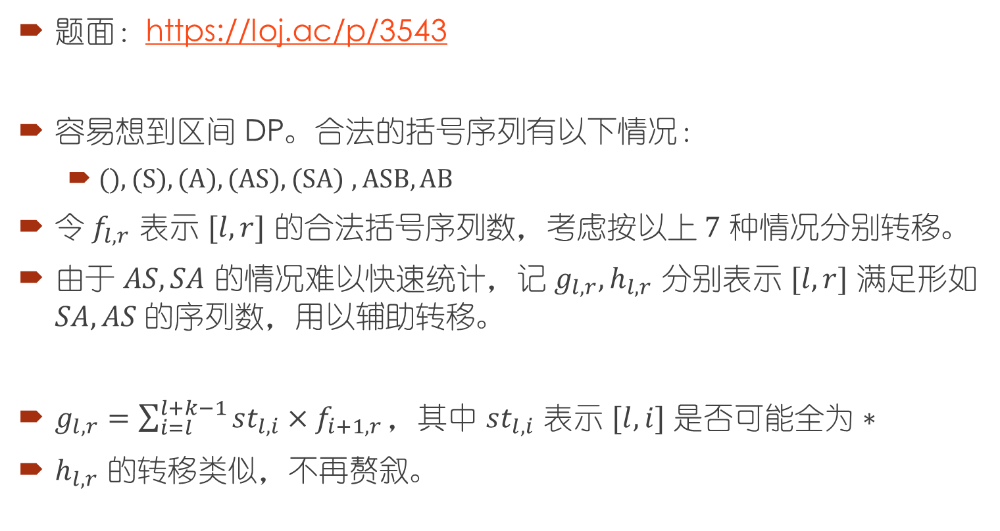 题面：https://loj.ac/p/3543
容易想到区间 DP。合法的括号序列有以下情况：
(), (S), (A), (AS), (SA) , ASB, AB
令 f_{l,r} 表示 [l, r] 的合法括号序列数，考虑按以上 7 种情况分别转移。
由于 AS, SA 的情况难以快速统计，记 g_{l,r}, h_{l,r} 分别表示 [l, r] 满足形如
SA, AS 的序列数，用以辅助转移。
g_{l,r} = ∑_{i=l}^{l+k−1} st_{l,i} × f_{i+1,r}，其中 st_{l,i} 表示 [l, i] 是否可能全为 *
h_{l,r} 的转移类似，不再赘叙。